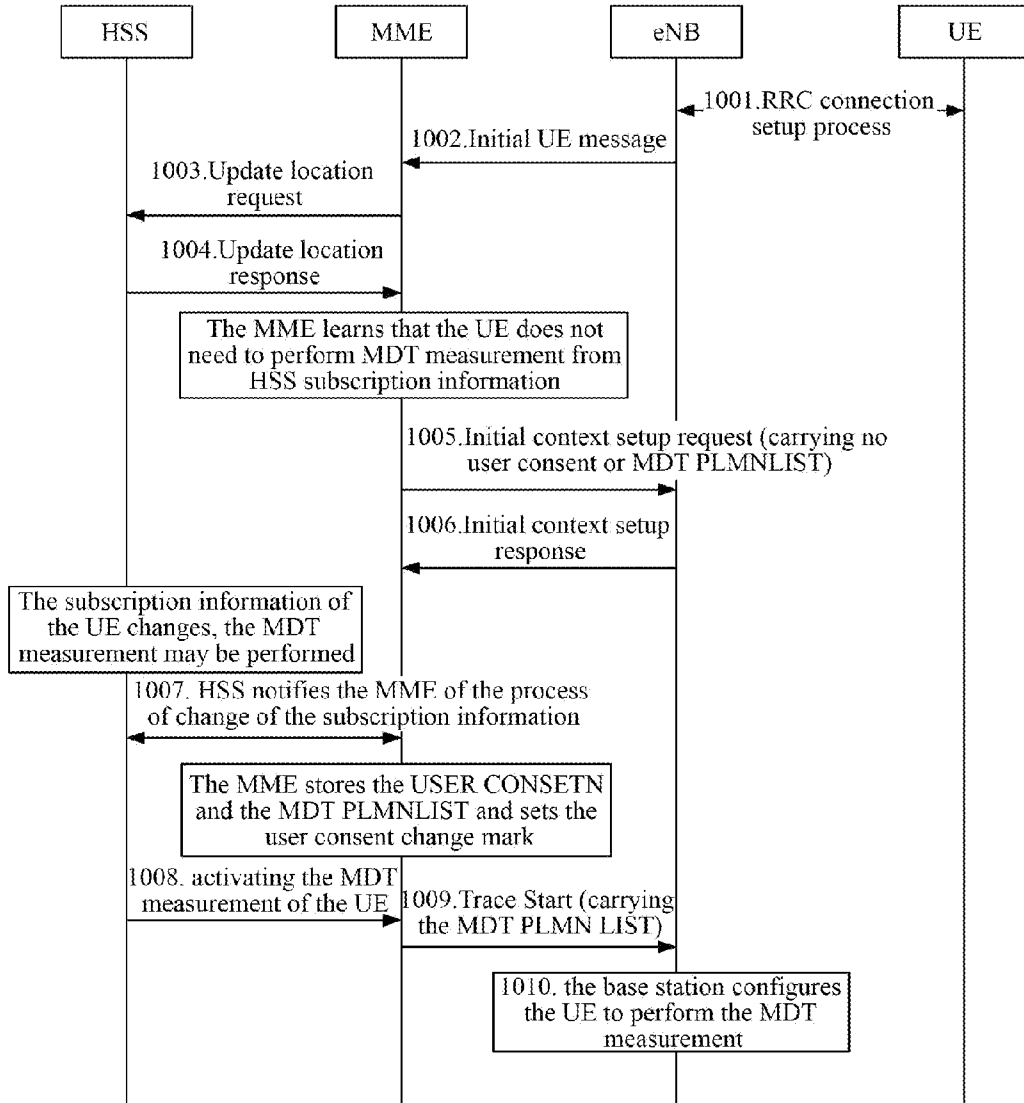 HSS
MME
eNB
UE
1001.RRC connection
setup process
1002.Initial UE message
1003.Update location
request
1004.Update location
response
The MME learns that the UE does not
need to perform MDT measurement from
HSS subscription information
1005.Initial context setup request (carrying no
user consent or MDT PLMNLIST)
1006.Initial context setup
response
The subscription information of
the UE changes, the MDT
measurement may be performed
1007. HSS notifies the MME of the process
of change of the subscription information
The MME stores the USER CONSETN
and the MDT PLMNLIST and sets the
user consent change mark
1008. activating the MDT
measurement of the UE
1009.Trace Start (carrying
the MDT PLMN LIST)
1010. the base station configures
the UE to perform the MDT
measurement